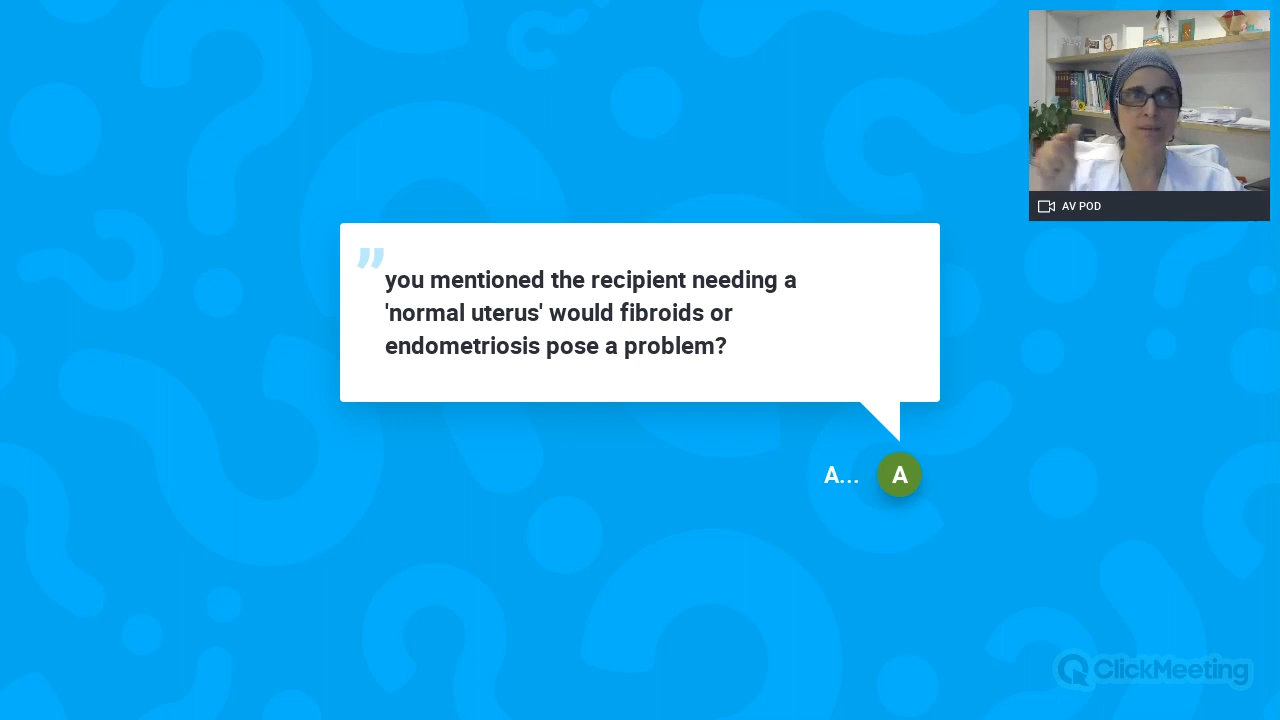 AV POD
”
you mentioned the recipient needing a
'normal uterus' would fibroids or
endometriosis pose a problem?
A... A
ClickMeeting